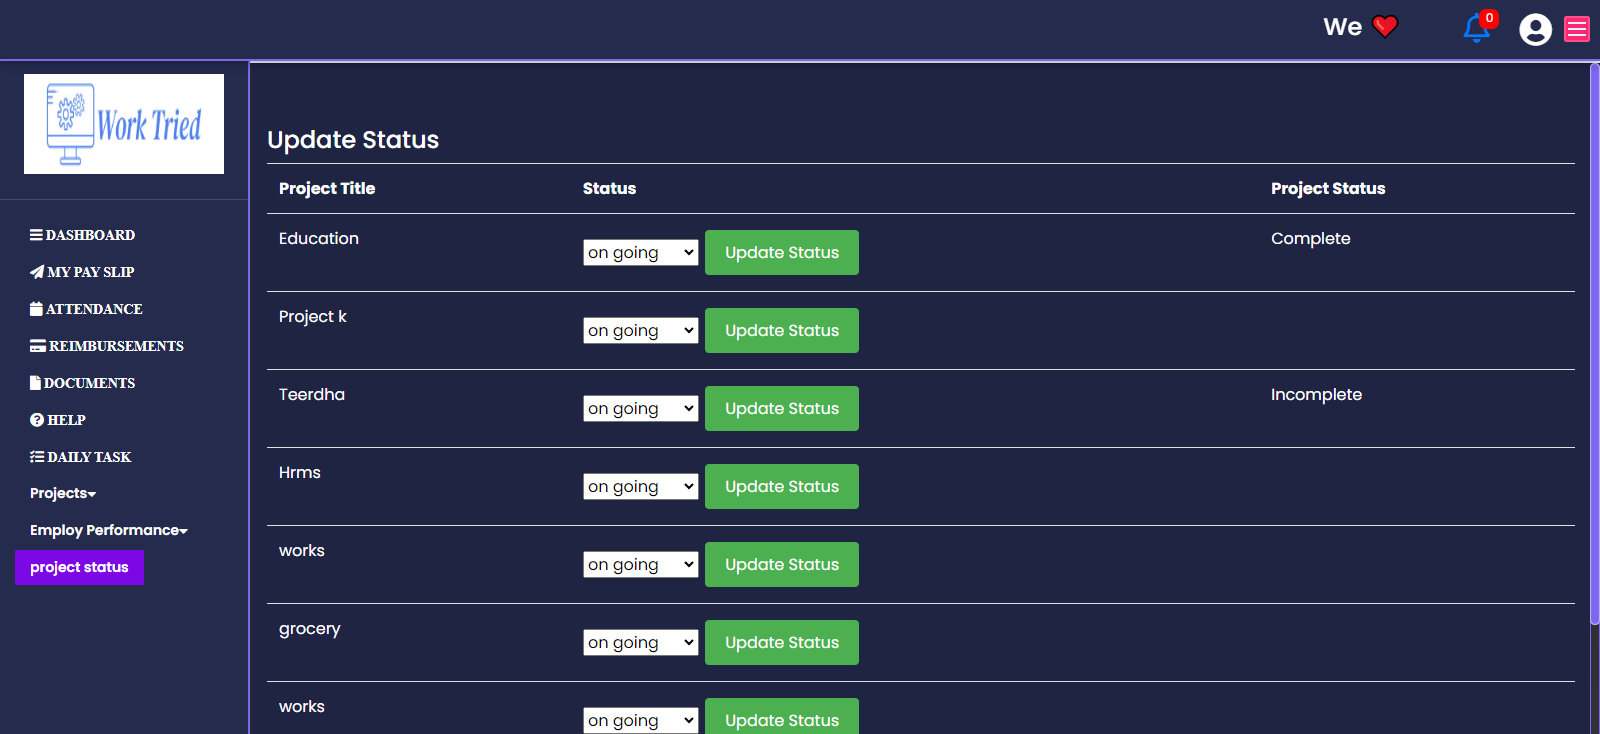 We
0
Work Tried
DASHBOARD
MY PAY SLIP
ATTENDANCE
REIMBURSEMENTS
DOCUMENTS
HELP
DAILY TASK
Projects
Employ Performance
project status
Update Status
Project Title Status Project Status
Education on going Update Status Complete
Project k on going Update Status
Teerdha on going Update Status Incomplete
Hrms on going Update Status
works on going Update Status
grocery on going Update Status
works on going Update Status